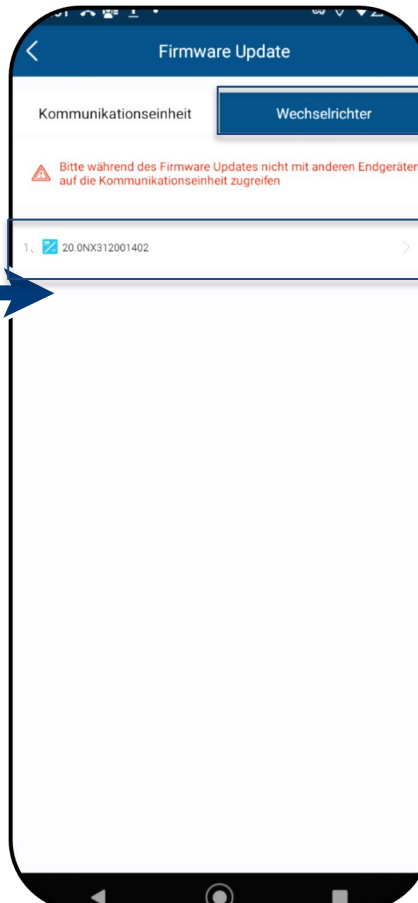 Firmware Update
Kommunikationseinheit
Wechselrichter
Bitte während des Firmware Updates nicht mit anderen Endgeräten
auf die Kommunikationseinheit zugreifen
1、 20.0NX312001402